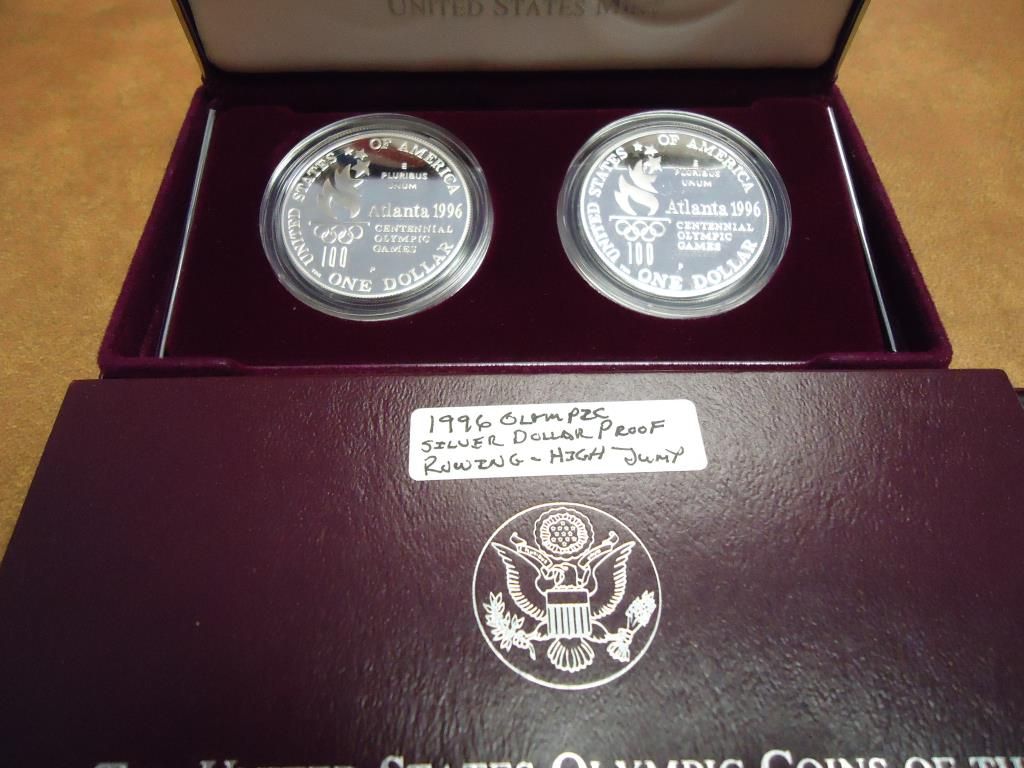 UNITED STATES MINT
UNITED STATES OF AMERICA
E
PLURIBUS
UNUM
Atlanta 1996
CENTENNIAL
OLYMPIC
GAMES
100
P
ONE DOLLAR
UNITED STATES OF AMERICA
E
PLURIBUS
UNUM
Atlanta 1996
CENTENNIAL
OLYMPIC
GAMES
100
P
ONE DOLLAR
1996 OLYMPIC
SILVER DOLLAR PROOF
ROWING - HIGH JUMP
UNITED STATES OLYMPIC COINS OF TH